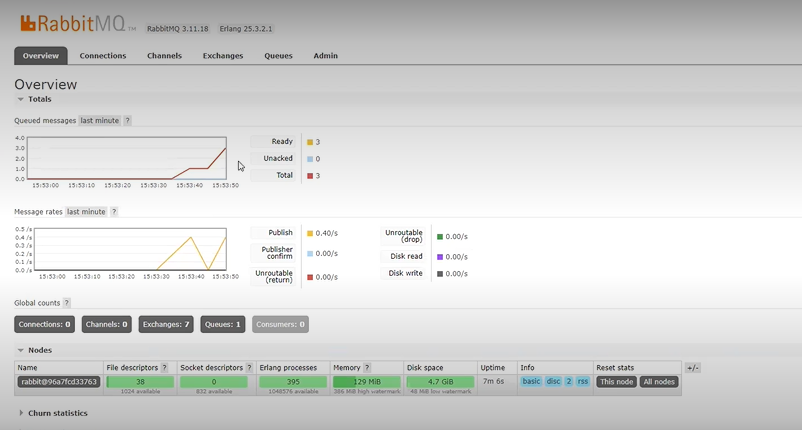 RabbitMQ TM RabbitMQ 3.11.18 Erlang 25.3.2.1
Overview Connections Channels Exchanges Queues Admin
Overview
Totals
Queued messages last minute ?
4.0
3.0
2.0
1.0
0.0
15:53:00 15:53:10 15:53:20 15:53:30 15:53:40 15:53:50
Ready 3
Unacked 0
Total 3
Message rates last minute ?
0.5 /s
0.4 /s
0.3 /s
0.2 /s
0.1 /s
0.0 /s
15:53:00 15:53:10 15:53:20 15:53:30 15:53:40 15:53:50
Publish 0.40/s
Publisher
confirm 0.00/s
Unroutable
(return) 0.00/s
Unroutable
(drop) 0.00/s
Disk read 0.00/s
Disk write 0.00/s
Global counts ?
Connections: 0 Channels: 0 Exchanges: 7 Queues: 1 Consumers: 0
Nodes
Name File descriptors ? Socket descriptors ? Erlang processes Memory ? Disk space Uptime Info Reset stats +/-
rabbit@96a7fcd33763 38 0 395 129 MiB 4.7 GiB 7m 6s basic disc 2 rss This node All nodes
1024 available 832 available 1048576 available 386 MiB high watermark 48 MiB low watermark
Churn statistics